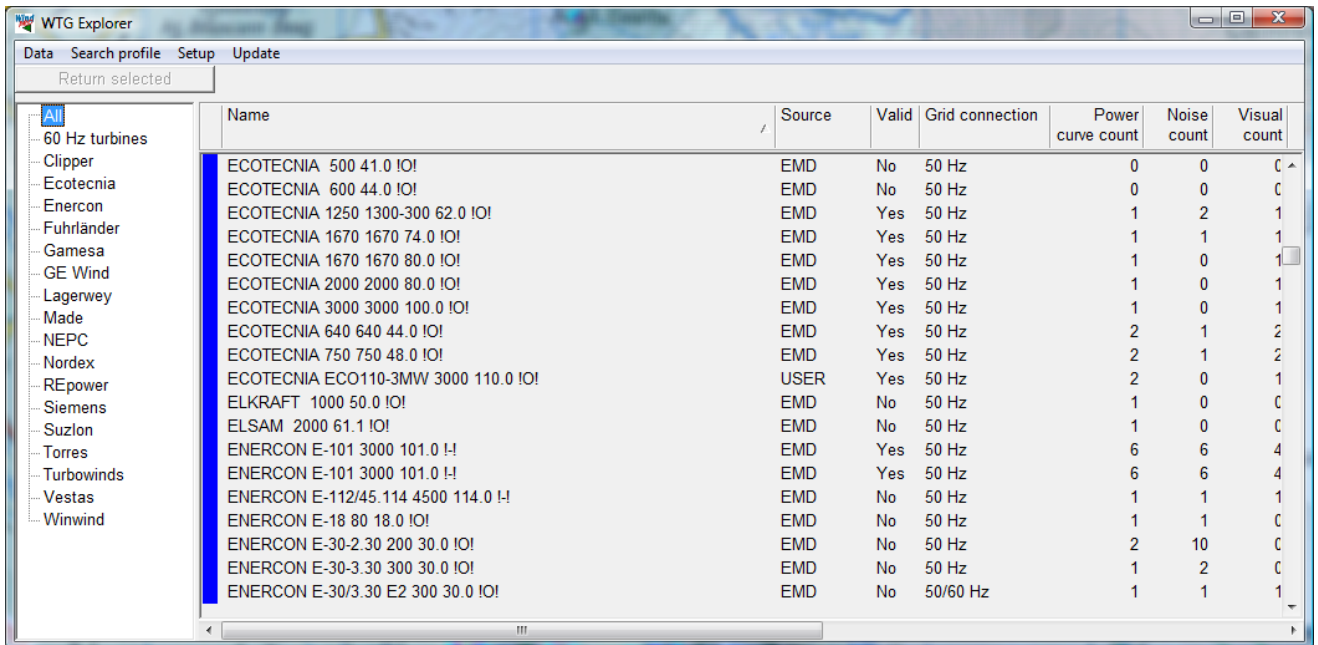 WTG Explorer
Data Search profile Setup Update
Return selected
All
60 Hz turbines
Clipper
Ecotecnia
Enercon
Fuhrländer
Gamesa
GE Wind
Lagerwey
Made
NEPC
Nordex
REpower
Siemens
Suzlon
Torres
Turbowinds
Vestas
Winwind
Name Source Valid Grid connection Power curve count Noise count Visual count
ECOTECNIA  500 41.0 !O! EMD No 50 Hz 0 0 0
ECOTECNIA  600 44.0 !O! EMD No 50 Hz 0 0 0
ECOTECNIA 1250 1300-300 62.0 !O! EMD Yes 50 Hz 1 2 1
ECOTECNIA 1670 1670 74.0 !O! EMD Yes 50 Hz 1 1 1
ECOTECNIA 1670 1670 80.0 !O! EMD Yes 50 Hz 1 0 1
ECOTECNIA 2000 2000 80.0 !O! EMD Yes 50 Hz 1 0 1
ECOTECNIA 3000 3000 100.0 !O! EMD Yes 50 Hz 1 0 1
ECOTECNIA 640 640 44.0 !O! EMD Yes 50 Hz 2 1 2
ECOTECNIA 750 750 48.0 !O! EMD Yes 50 Hz 2 1 2
ECOTECNIA ECO110-3MW 3000 110.0 !O! USER Yes 50 Hz 2 0 1
ELKRAFT  1000 50.0 !O! EMD No 50 Hz 1 0 0
ELSAM  2000 61.1 !O! EMD No 50 Hz 1 0 0
ENERCON E-101 3000 101.0 !-! EMD Yes 50 Hz 6 6 4
ENERCON E-101 3000 101.0 !-! EMD Yes 50 Hz 6 6 4
ENERCON E-112/45.114 4500 114.0 !-! EMD No 50 Hz 1 1 1
ENERCON E-18 80 18.0 !O! EMD No 50 Hz 1 1 0
ENERCON E-30-2.30 200 30.0 !O! EMD No 50 Hz 2 10 0
ENERCON E-30-3.30 300 30.0 !O! EMD No 50 Hz 1 2 0
ENERCON E-30/3.30 E2 300 30.0 !O! EMD No 50/60 Hz 1 1 1